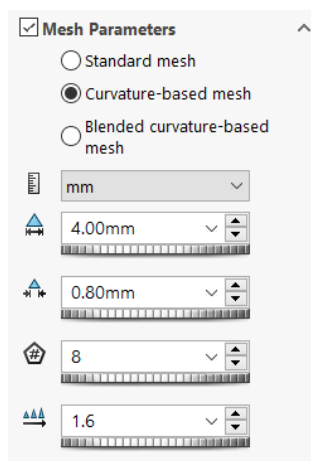 Mesh Parameters
Standard mesh
Curvature-based mesh
Blended curvature-based
mesh
mm
4.00mm
0.80mm
#
8
1.6